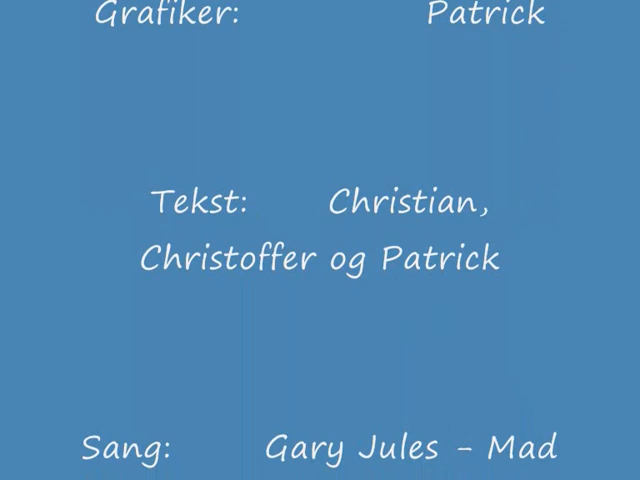 Grafiker: Patrick
Tekst: Christian,
Christoffer og Patrick
Sang: Gary Jules - Mad